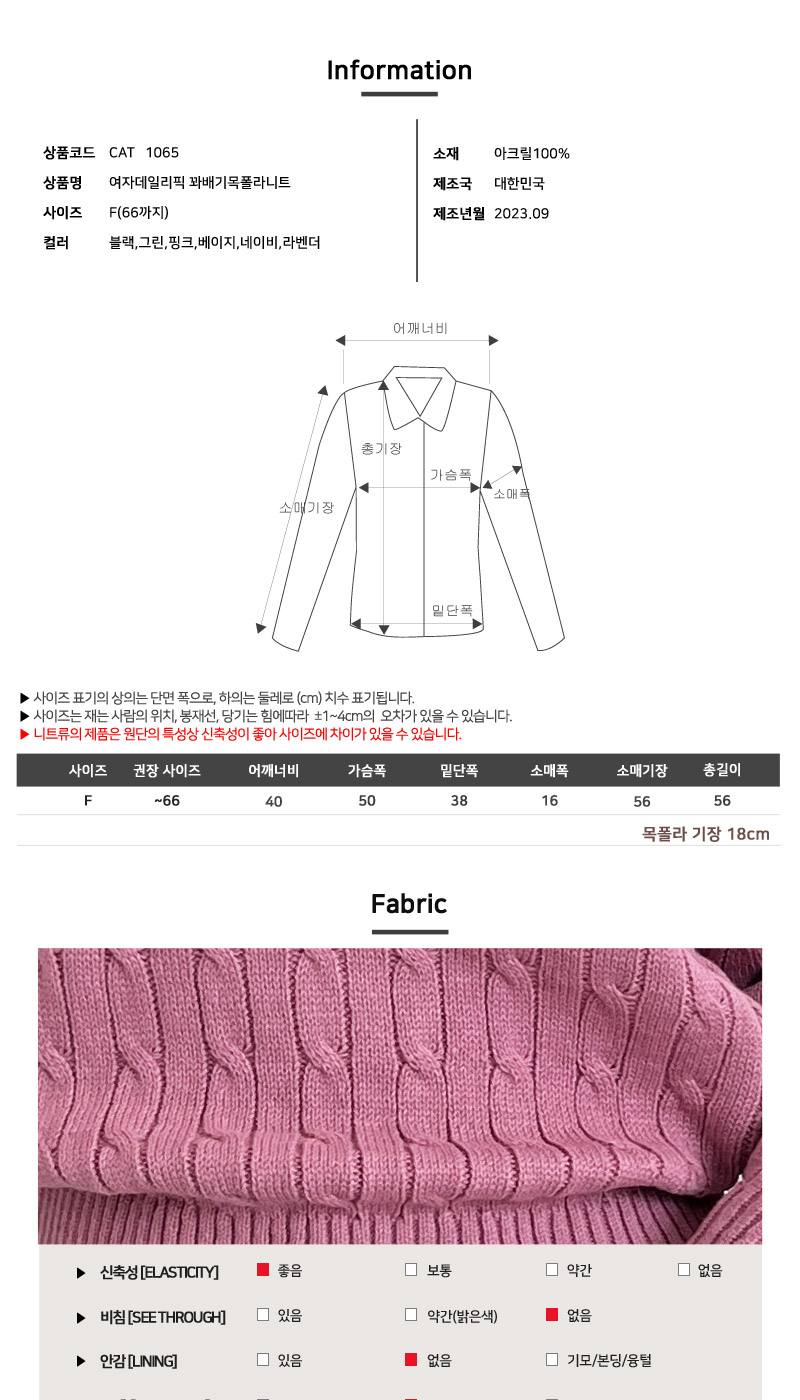 Information
상품코드 CAT 1065
상품명 여자데일리픽 꽈배기목폴라니트
사이즈 F(66까지)
컬러 블랙,그린,핑크,베이지,네이비,라벤더
소재 아크릴100%
제조국 대한민국
제조년월 2023.09
어깨너비
총기장
가슴폭
소매폭
소매기장
밑단폭
▶ 사이즈 표기의 상의는 단면 폭으로, 하의는 둘레로 (cm) 치수 표기됩니다.
▶ 사이즈는 재는 사람의 위치, 봉재선, 당기는 힘에따라 ±1~4cm의 오차가 있을 수 있습니다.
▶ 니트류의 제품은 원단의 특성상 신축성이 좋아 사이즈에 차이가 있을 수 있습니다.
사이즈 권장 사이즈 어깨너비 가슴폭 밑단폭 소매폭 소매기장 총길이
F ~66 40 50 38 16 56 56
목폴라 기장 18cm
Fabric
▶ 신축성 [ELASTICITY] 좋음 보통 약간 없음
▶ 비침 [SEE THROUGH] 있음 약간(밝은색) 없음
▶ 안감 [LINING] 있음 없음 기모/본딩/융털